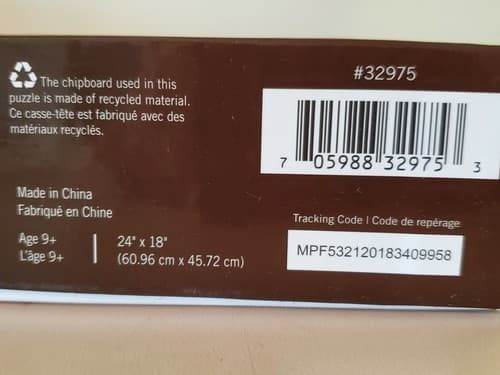 The chipboard used in this
puzzle is made of recycled material.
Ce casse-tête est fabriqué avec des
matériaux recyclés.
Made in China
Fabriqué en Chine
Age 9+
L'âge 9+
24" x 18"
(60.96 cm x 45.72 cm)
#32975
7 05988 32975 3
Tracking Code | Code de repérage
MPF532120183409958